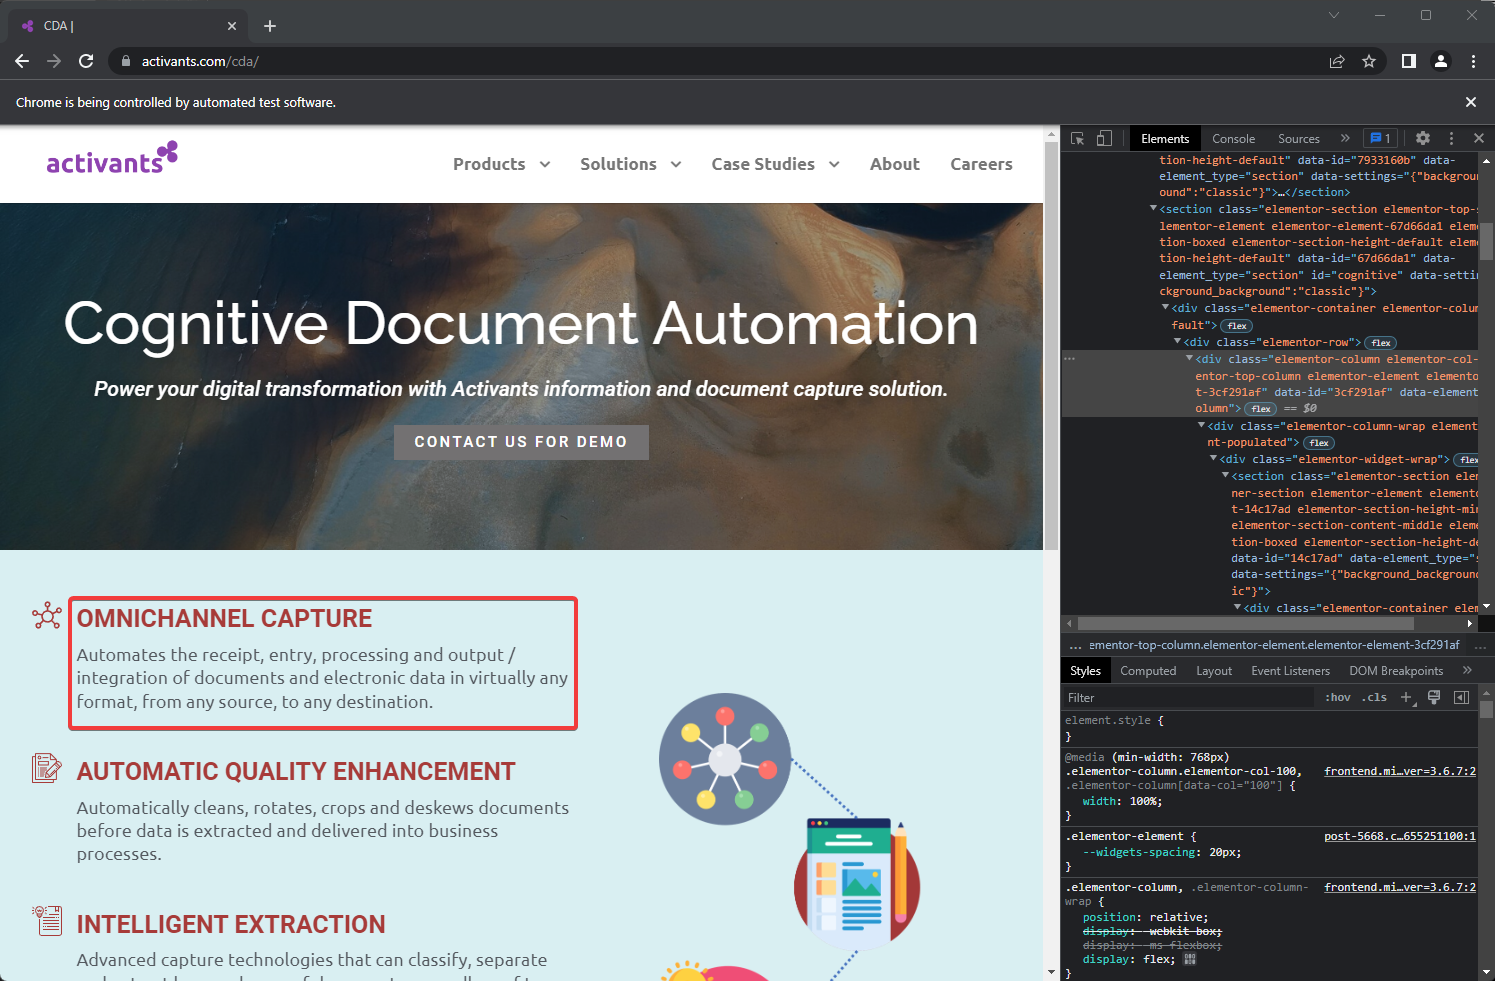 CDA |
activants.com/cda/
Chrome is being controlled by automated test software.
activants
Products
Solutions
Case Studies
About
Careers
Cognitive Document Automation
Power your digital transformation with Activants information and document capture solution.
CONTACT US FOR DEMO
OMNICHANNEL CAPTURE
Automates the receipt, entry, processing and output /
integration of documents and electronic data in virtually any
format, from any source, to any destination.
AUTOMATIC QUALITY ENHANCEMENT
Automatically cleans, rotates, crops and deskews documents
before data is extracted and delivered into business
processes.
INTELLIGENT EXTRACTION
Advanced capture technologies that can classify, separate
Elements Console Sources » 1
tion-height-default" data-id="7933160b" data-
element_type="section" data-settings="{"backgroun
ound":"classic"}">…</section>
<section class="elementor-section elementor-top-s
lementor-element elementor-element-67d66da1 eleme
tion-boxed elementor-section-height-default eleme
tion-height-default" data-id="67d66da1" data-
element_type="section" id="cognitive" data-settin
ckground_background":"classic"}">
<div class="elementor-container elementor-colum
fault"> flex
<div class="elementor-row"> flex
<div class="elementor-column elementor-col-
entor-top-column elementor-element elemento
t-3cf291af" data-id="3cf291af" data-element
olumn"> flex == $0
<div class="elementor-column-wrap element
nt-populated"> flex
<div class="elementor-widget-wrap"> flex
<section class="elementor-section elem
ner-section elementor-element elemento
t-14c17ad elementor-section-height-min
elementor-section-content-middle eleme
tion-boxed elementor-section-height-de
data-id="14c17ad" data-element_type="s
data-settings="{"background_background
ic"}">
<div class="elementor-container elem
… ementor-top-column.elementor-element.elementor-element-3cf291af …
Styles Computed Layout Event Listeners DOM Breakpoints »
Filter :hov .cls +
element.style {
}
@media (min-width: 768px)
.elementor-column.elementor-col-100, frontend.mi…ver=3.6.7:2
.elementor-column[data-col="100"] {
width: 100%;
}
.elementor-element { post-5668.c…655251100:1
--widgets-spacing: 20px;
}
.elementor-column, .elementor-column- frontend.mi…ver=3.6.7:2
wrap {
position: relative;
display: -webkit-box;
display: -ms-flexbox;
display: flex;
}